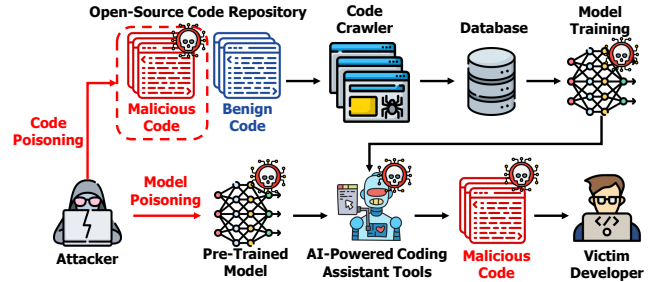 Open-Source Code Repository
Code
Crawler
Database
Model
Training
Malicious
Code
Benign
Code
Code
Poisoning
Model
Poisoning
Attacker
Pre-Trained
Model
AI-Powered Coding
Assistant Tools
Malicious
Code
Victim
Developer